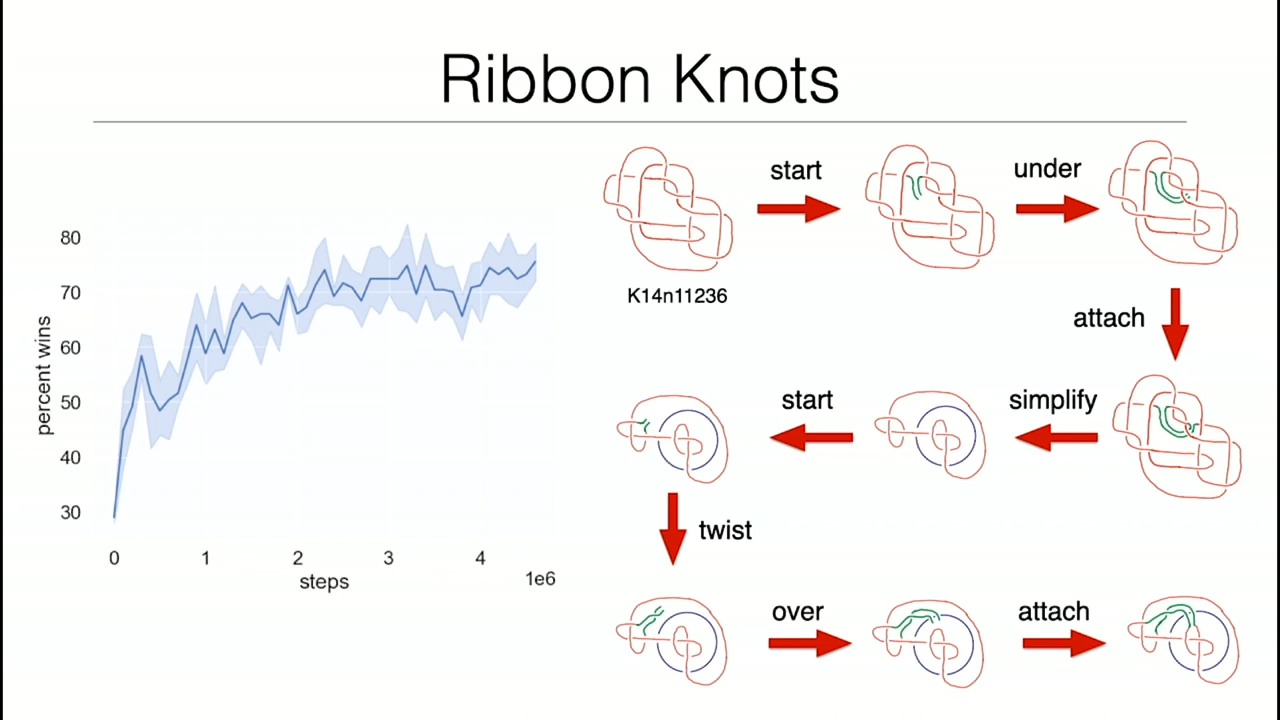 Ribbon Knots
start
under
K14n11236
attach
start
simplify
twist
over
attach
percent wins
80
70
60
50
40
30
0 1 2 3 4
steps
1e6